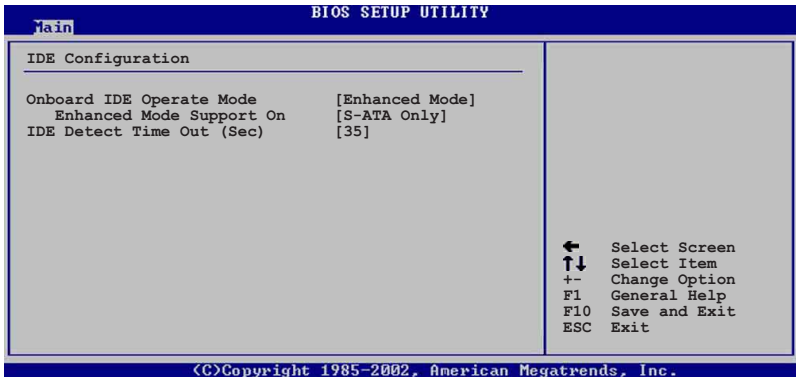 BIOS SETUP UTILITY
Main
IDE Configuration
Onboard IDE Operate Mode [Enhanced Mode]
Enhanced Mode Support On [S-ATA Only]
IDE Detect Time Out (Sec) [35]
← Select Screen
↑↓ Select Item
+- Change Option
F1 General Help
F10 Save and Exit
ESC Exit
(C)Copyright 1985-2002, American Megatrends, Inc.